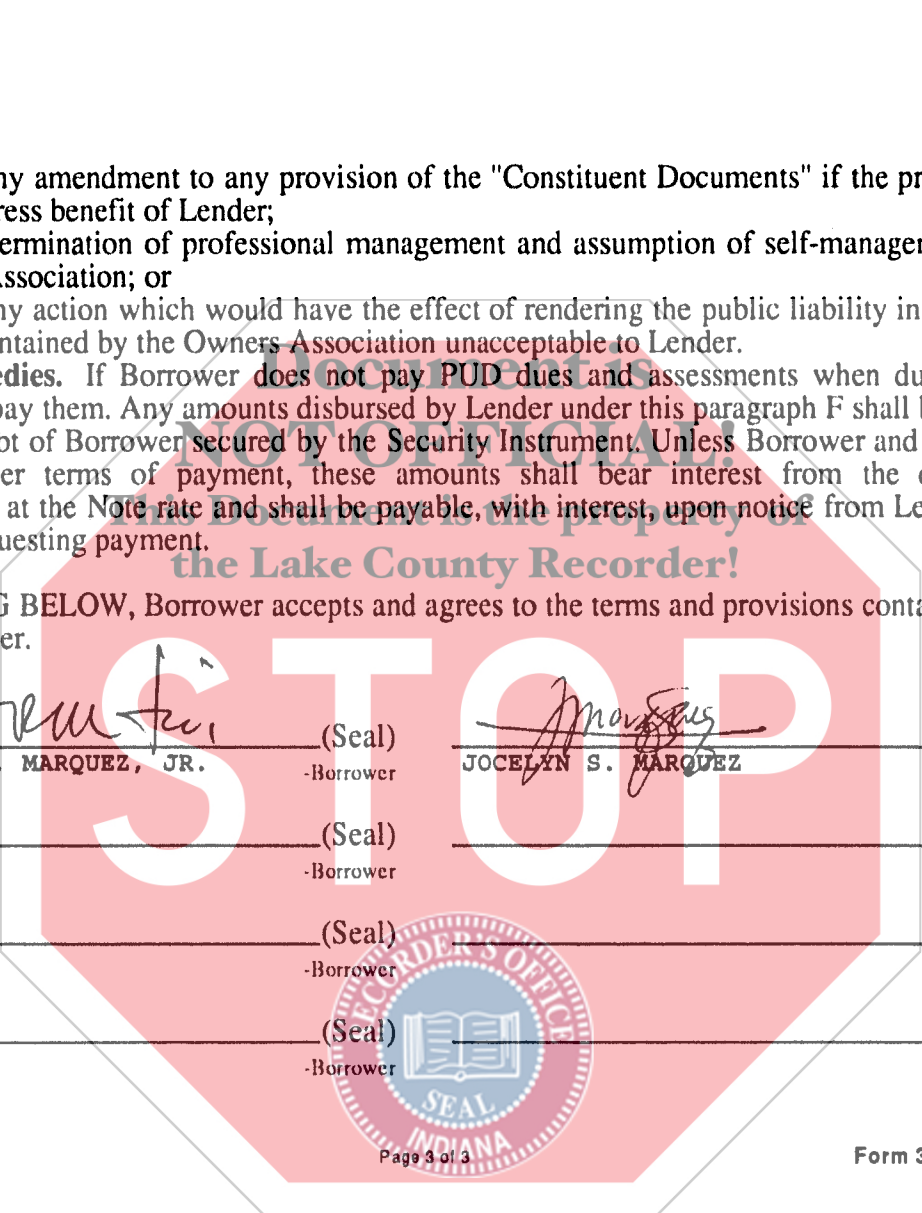 ny amendment to any provision of the "Constituent Documents" if the pr
ress benefit of Lender;
ermination of professional management and assumption of self-manager
Association; or
ny action which would have the effect of rendering the public liability in
ntained by the Owners Association unacceptable to Lender.
edies. If Borrower does not pay PUD dues and assessments when du
pay them. Any amounts disbursed by Lender under this paragraph F shall b
bt of Borrower secured by the Security Instrument. Unless Borrower and
er terms of payment, these amounts shall bear interest from the
at the Note rate and shall be payable, with interest, upon notice from Le
uesting payment.
G BELOW, Borrower accepts and agrees to the terms and provisions conta
er.
Document is
NOT OFFICIAL!
This Document is the property of
the Lake County Recorder!
STOP
(Seal)
MARQUEZ, JR. -Borrower JOCELYN S. MARQUEZ
(Seal)
-Borrower
(Seal)
-Borrower
(Seal)
-Borrower
RECORDER'S OFFICE
SEAL
INDIANA
Page 3 of 3 Form 3